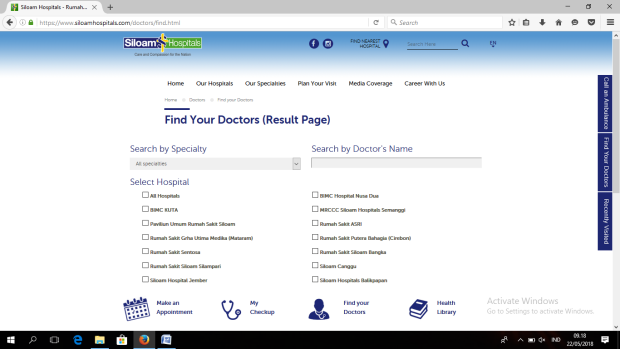 Siloam Hospitals - Rumah...
https://www.siloamhospitals.com/doctors/find.html
Search
Siloam Hospitals
Care and Compassion for the Nation
FIND NEAREST
HOSPITAL
Search Here
EN
Home Our Hospitals Our Specialties Plan Your Visit Media Coverage Career With Us
Home Doctors Find your Doctors
Find Your Doctors (Result Page)
Search by Specialty
Search by Doctor's Name
All specialties
Select Hospital
All Hospitals
BIMC Hospital Nusa Dua
BIMC KUTA
MRCCC Siloam Hospitals Semanggi
Paviliun Umum Rumah Sakit Siloam
Rumah Sakit ASRI
Rumah Sakit Grha Utima Medika (Mataram)
Rumah Sakit Putera Bahagia (Cirebon)
Rumah Sakit Sentosa
Rumah Sakit Siloam Bangka
Rumah Sakit Siloam Silampari
Siloam Canggu
Siloam Hospital Jember
Siloam Hospitals Balikpapan
Make an
Appointment
My
Checkup
Find your
Doctors
Health
Library
Call an Ambulance
Find Your Doctors
Recently Visited
Activate Windows
Go to Settings to activate Windows.
IND
09.18
22/05/2018